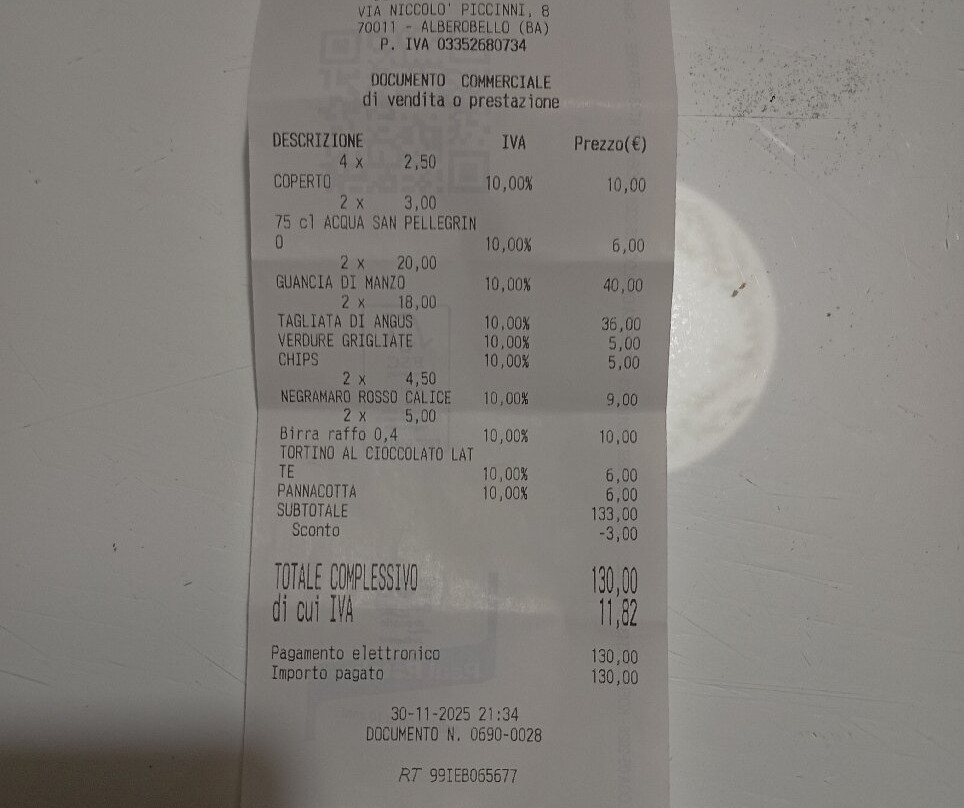 VIA NICCOLO' PICCINNI, 8
70011 - ALBEROBELLO (BA)
P. IVA 03352680734
DOCUMENTO COMMERCIALE
di vendita o prestazione
DESCRIZIONE IVA Prezzo(€)
4 x 2,50
COPERTO 10,00% 10,00
2 x 3,00
75 cl ACQUA SAN PELLEGRIN
O 10,00% 6,00
2 x 20,00
GUANCIA DI MANZO 10,00% 40,00
2 x 18,00
TAGLIATA DI ANGUS 10,00% 36,00
VERDURE GRIGLIATE 10,00% 5,00
CHIPS 10,00% 5,00
2 x 4,50
NEGRAMARO ROSSO CALICE 10,00% 9,00
2 x 5,00
Birra raffo 0,4 10,00% 10,00
TORTINO AL CIOCCOLATO LAT
TE 10,00% 6,00
PANNACOTTA 10,00% 6,00
SUBTOTALE 133,00
Sconto -3,00
TOTALE COMPLESSIVO 130,00
di cui IVA 11,82
Pagamento elettronico 130,00
Importo pagato 130,00
30-11-2025 21:34
DOCUMENTO N. 0690-0028
RT 99IEB065677